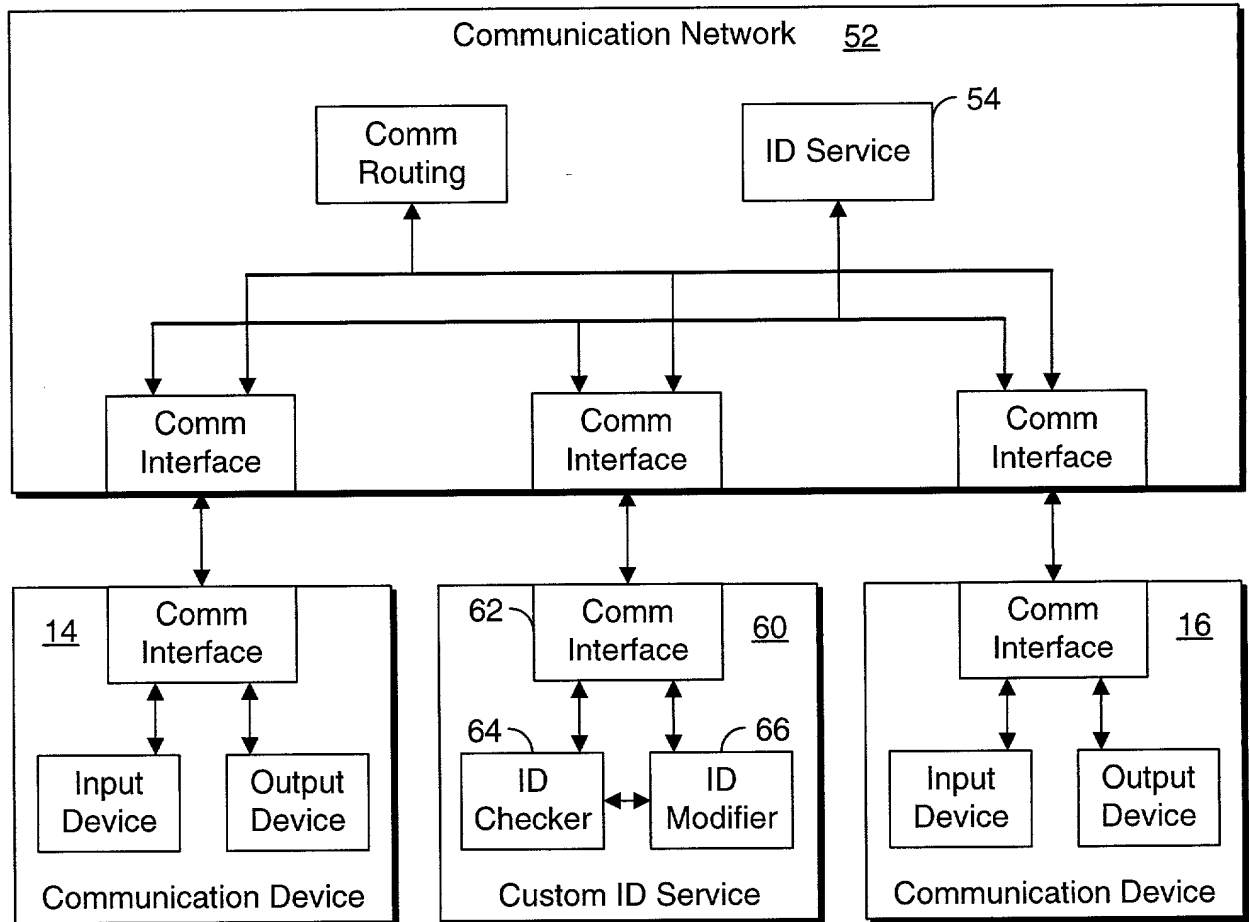 Communication Network 52
54
Comm
Routing
ID Service
Comm
Interface
Comm
Interface
Comm
Interface
14
Comm
Interface
Input
Device
Output
Device
Communication Device
62
Comm
Interface
60
64
66
ID
Checker
ID
Modifier
Custom ID Service
Comm
Interface
16
Input
Device
Output
Device
Communication Device